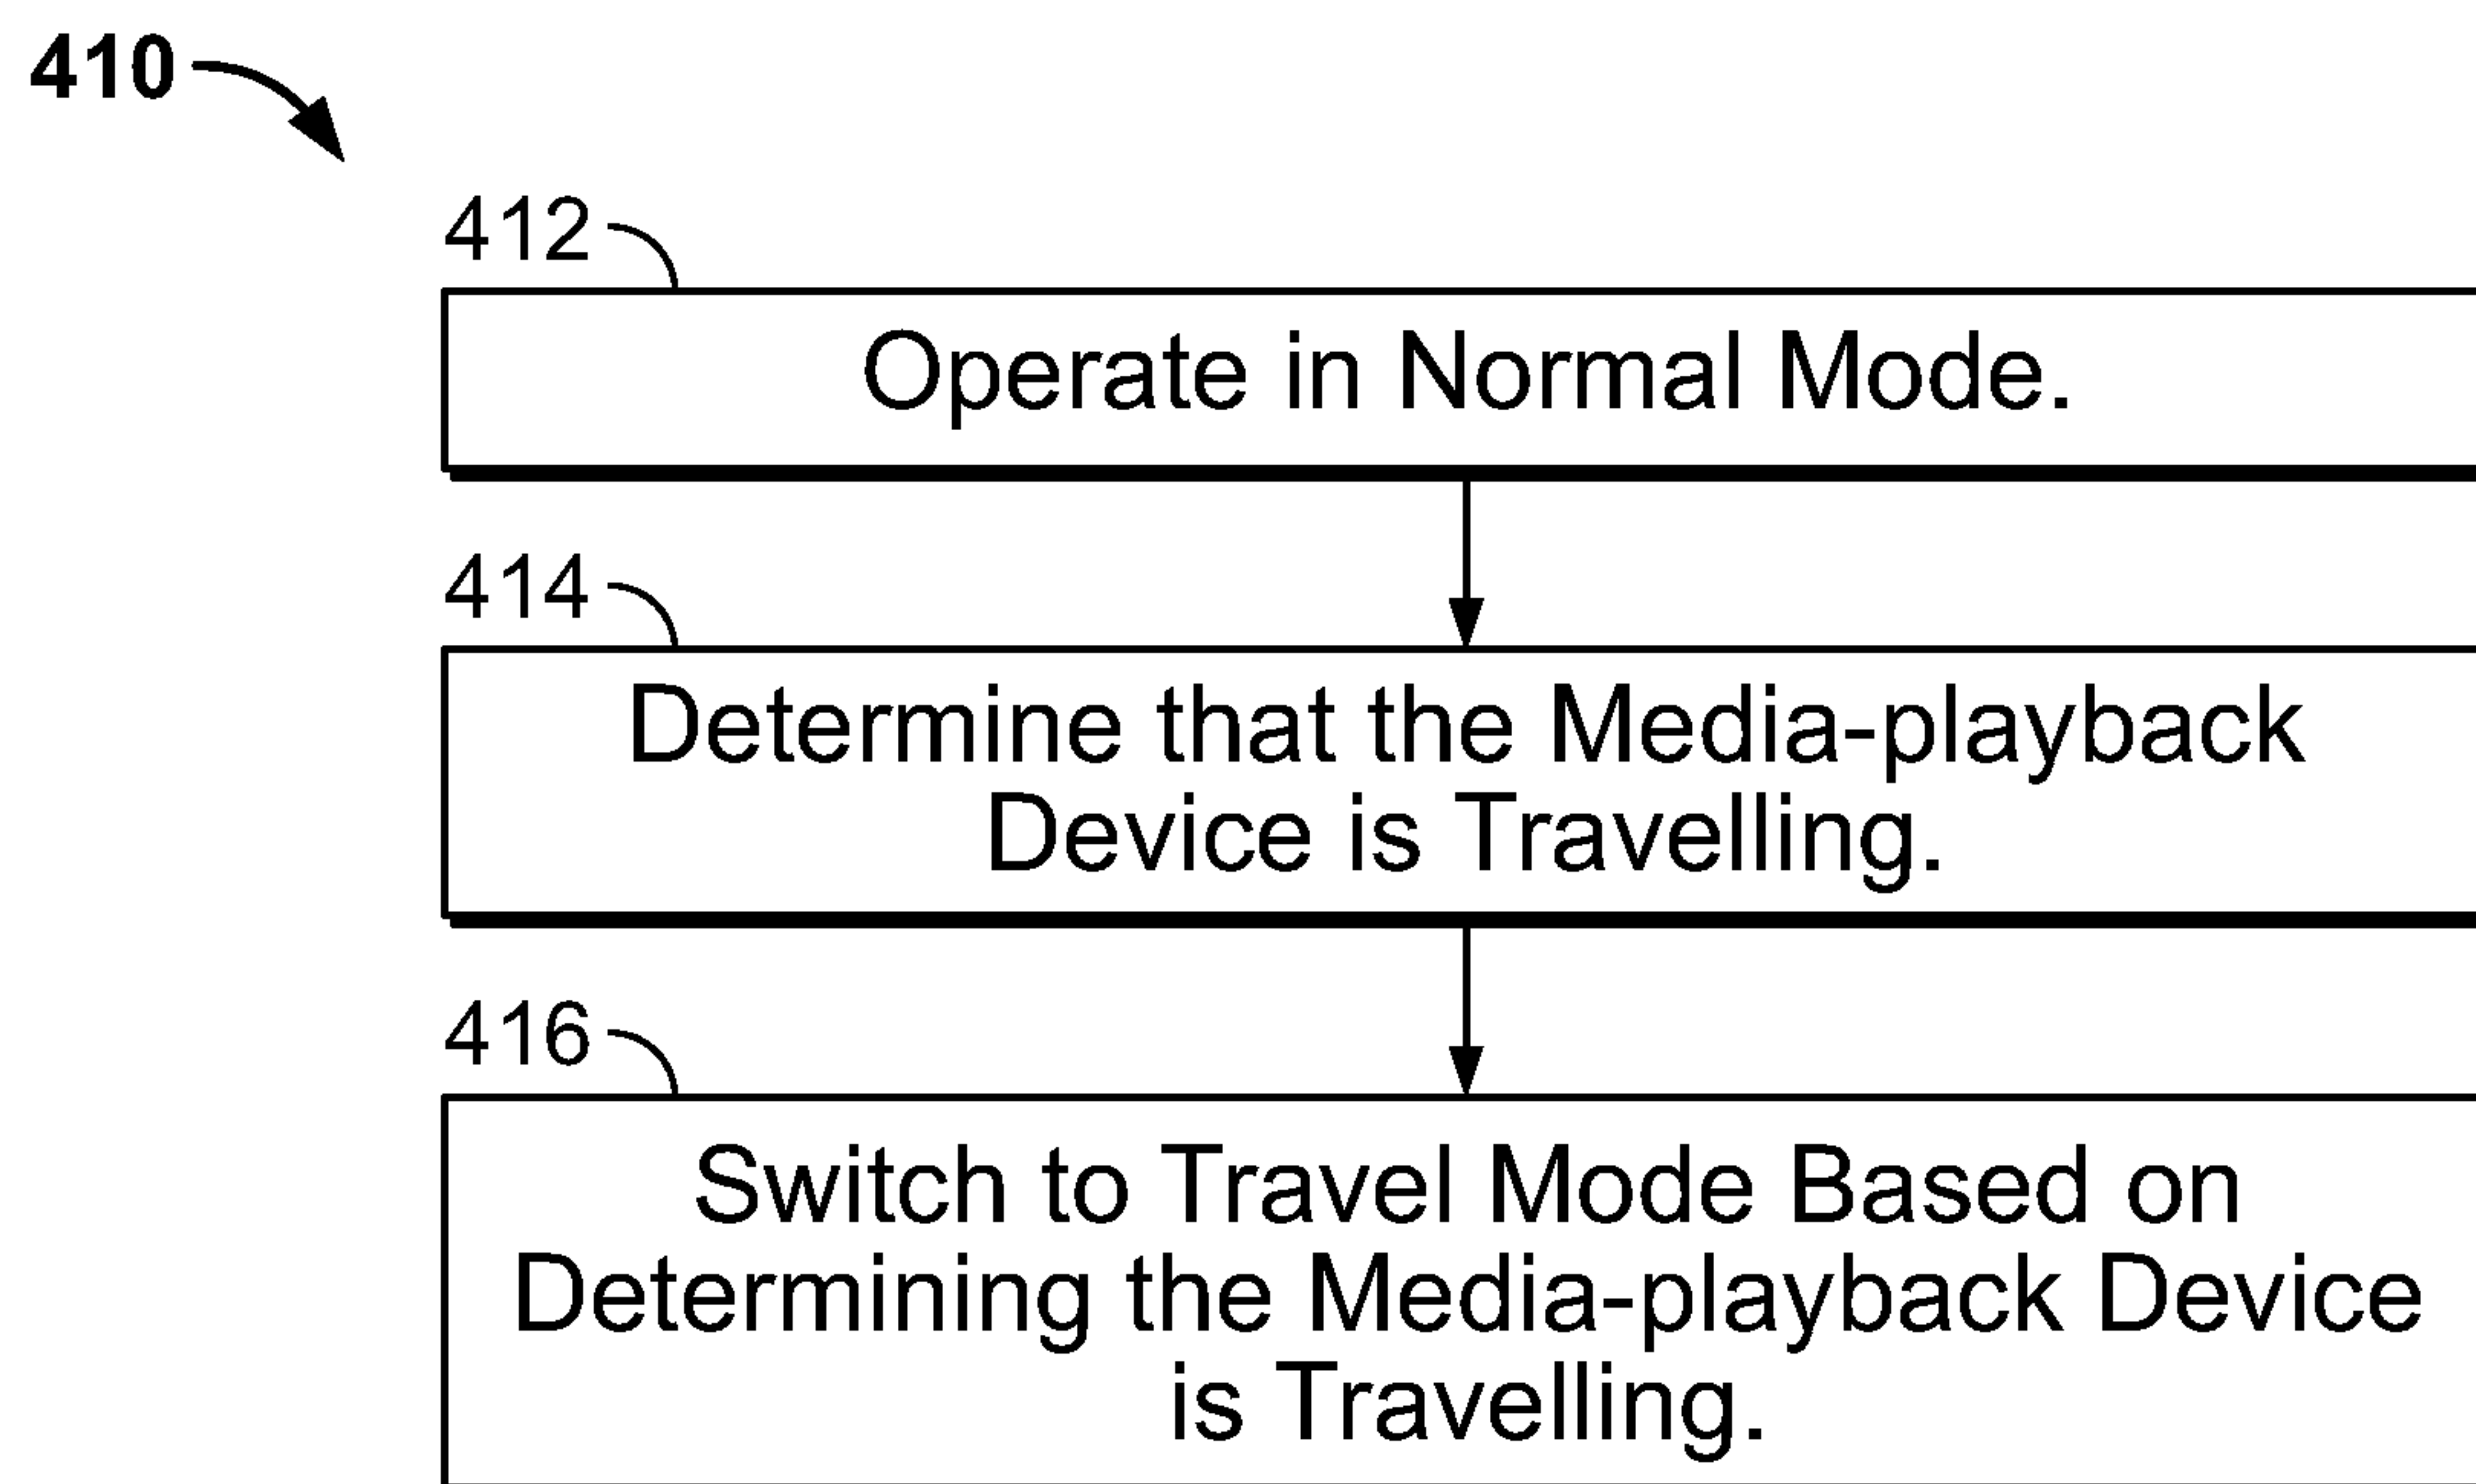 410
412
Operate in Normal Mode.
414
Determine that the Media-playback
Device is Travelling.
416
Switch to Travel Mode Based on
Determining the Media-playback Device
is Travelling.